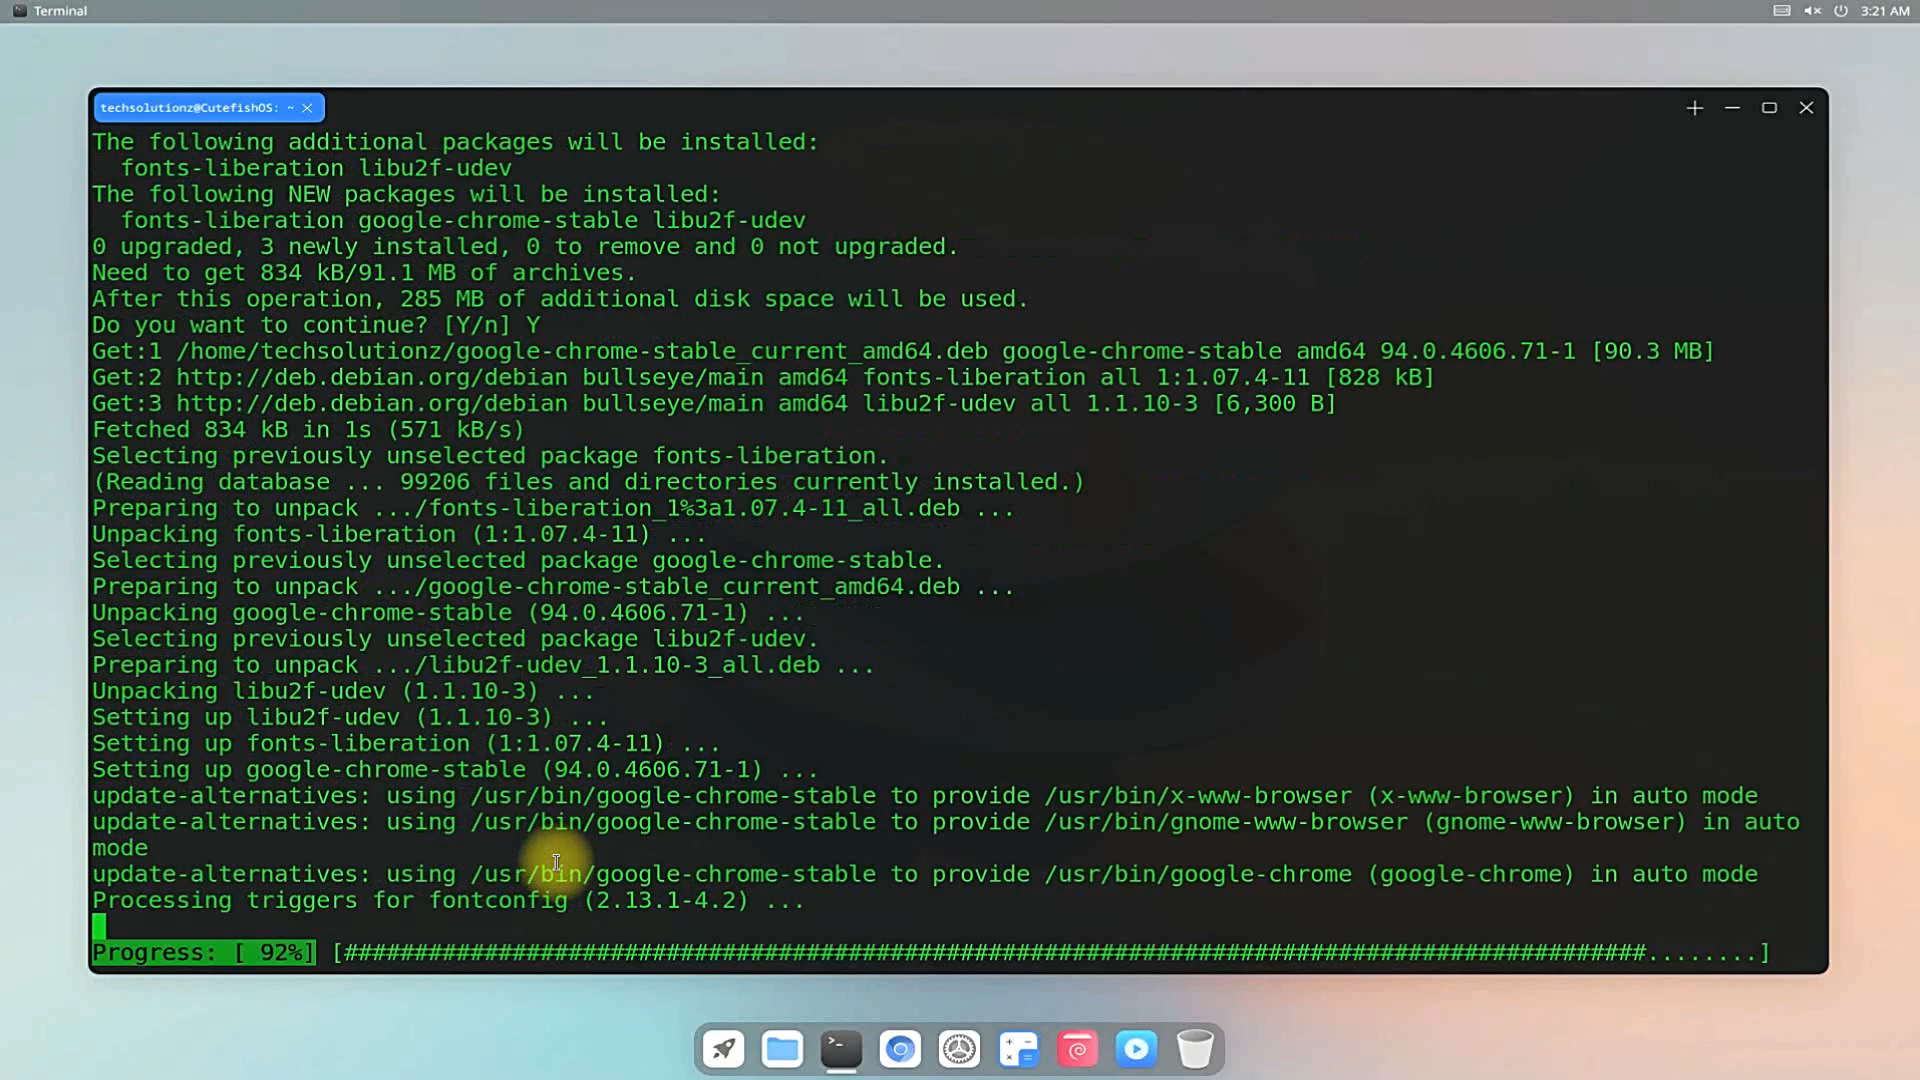 Terminal
3:21 AM
techsolutionz@CutefishOS: ~
The following additional packages will be installed:
  fonts-liberation libu2f-udev
The following NEW packages will be installed:
  fonts-liberation google-chrome-stable libu2f-udev
0 upgraded, 3 newly installed, 0 to remove and 0 not upgraded.
Need to get 834 kB/91.1 MB of archives.
After this operation, 285 MB of additional disk space will be used.
Do you want to continue? [Y/n] Y
Get:1 /home/techsolutionz/google-chrome-stable_current_amd64.deb google-chrome-stable amd64 94.0.4606.71-1 [90.3 MB]
Get:2 http://deb.debian.org/debian bullseye/main amd64 fonts-liberation all 1:1.07.4-11 [828 kB]
Get:3 http://deb.debian.org/debian bullseye/main amd64 libu2f-udev all 1.1.10-3 [6,300 B]
Fetched 834 kB in 1s (571 kB/s)
Selecting previously unselected package fonts-liberation.
(Reading database ... 99206 files and directories currently installed.)
Preparing to unpack .../fonts-liberation_1%3a1.07.4-11_all.deb ...
Unpacking fonts-liberation (1:1.07.4-11) ...
Selecting previously unselected package google-chrome-stable.
Preparing to unpack .../google-chrome-stable_current_amd64.deb ...
Unpacking google-chrome-stable (94.0.4606.71-1) ...
Selecting previously unselected package libu2f-udev.
Preparing to unpack .../libu2f-udev_1.1.10-3_all.deb ...
Unpacking libu2f-udev (1.1.10-3) ...
Setting up libu2f-udev (1.1.10-3) ...
Setting up fonts-liberation (1:1.07.4-11) ...
Setting up google-chrome-stable (94.0.4606.71-1) ...
update-alternatives: using /usr/bin/google-chrome-stable to provide /usr/bin/x-www-browser (x-www-browser) in auto mode
update-alternatives: using /usr/bin/google-chrome-stable to provide /usr/bin/gnome-www-browser (gnome-www-browser) in auto
mode
update-alternatives: using /usr/bin/google-chrome-stable to provide /usr/bin/google-chrome (google-chrome) in auto mode
Processing triggers for fontconfig (2.13.1-4.2) ...
Progress: [ 92%] [#############################################################################################........]